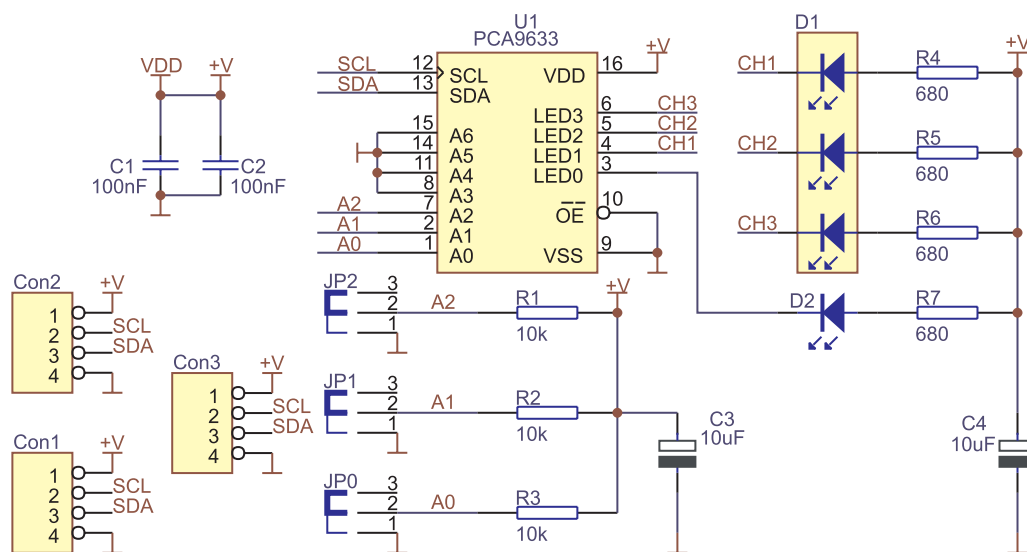 U1
PCA9633
SCL 12 SCL VDD 16 +V
SDA 13 SDA
LED3 6 CH3
15 A6 LED2 5 CH2
14 A5 LED1 4 CH1
11 A4 LED0 3
8 A3
A2 7 A2 OE 10
A1 2 A1
A0 1 A0 VSS 9
VDD +V
C1 C2
100nF 100nF
D1
+V
CH1 R4
680
CH2 R5
680
CH3 R6
680
D2 R7
680
Con2
+V
1
2 SCL
3 SDA
4
Con3
+V
1
2 SCL
3 SDA
4
Con1
+V
1
2 SCL
3 SDA
4
JP2 3
2 A2 R1 +V
1 10k
JP1 3
2 A1 R2
1 10k
JP0 3
2 A0 R3
1 10k
C3
10uF
C4
10uF